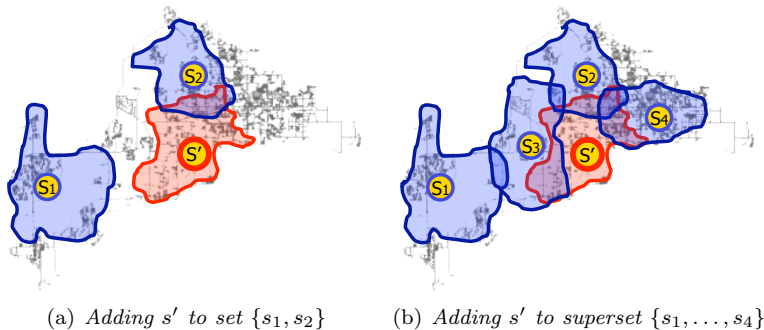 S2
S1
S'
S2
S4
S3
S1
S'
(a) Adding s′ to set {s1, s2}
(b) Adding s′ to superset {s1, . . . , s4}